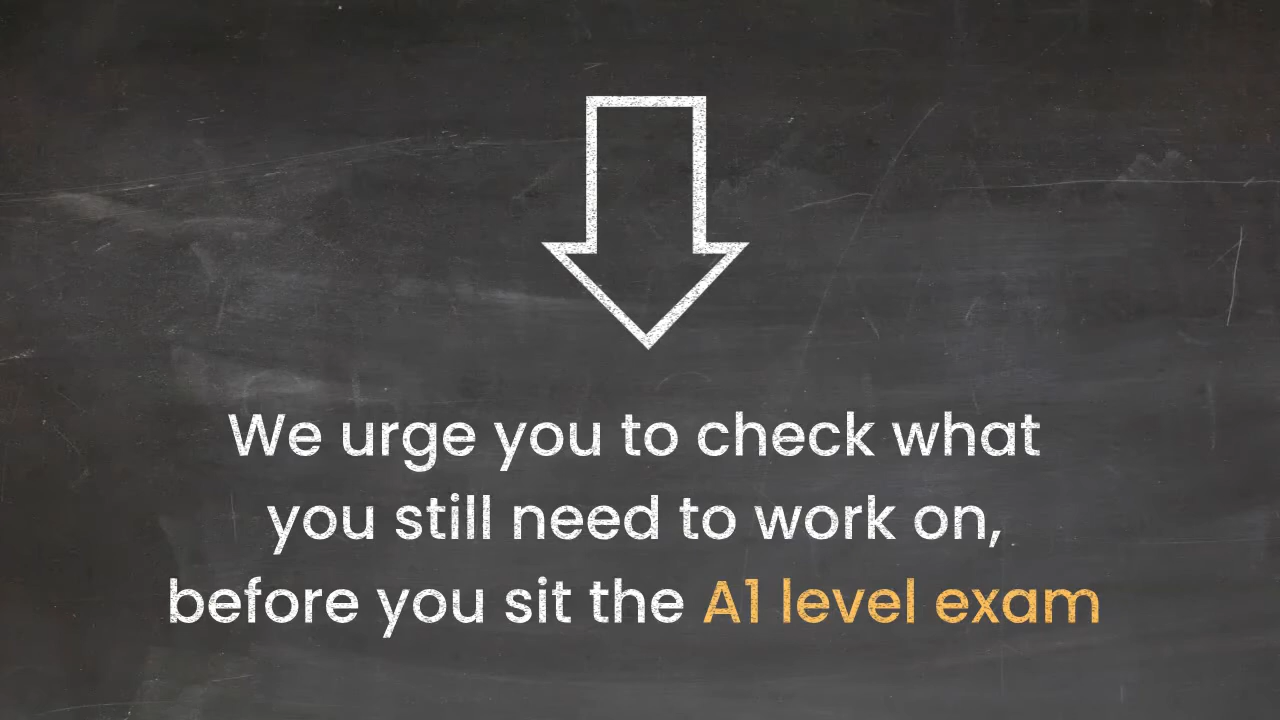 We urge you to check what
you still need to work on,
before you sit the A1 level exam